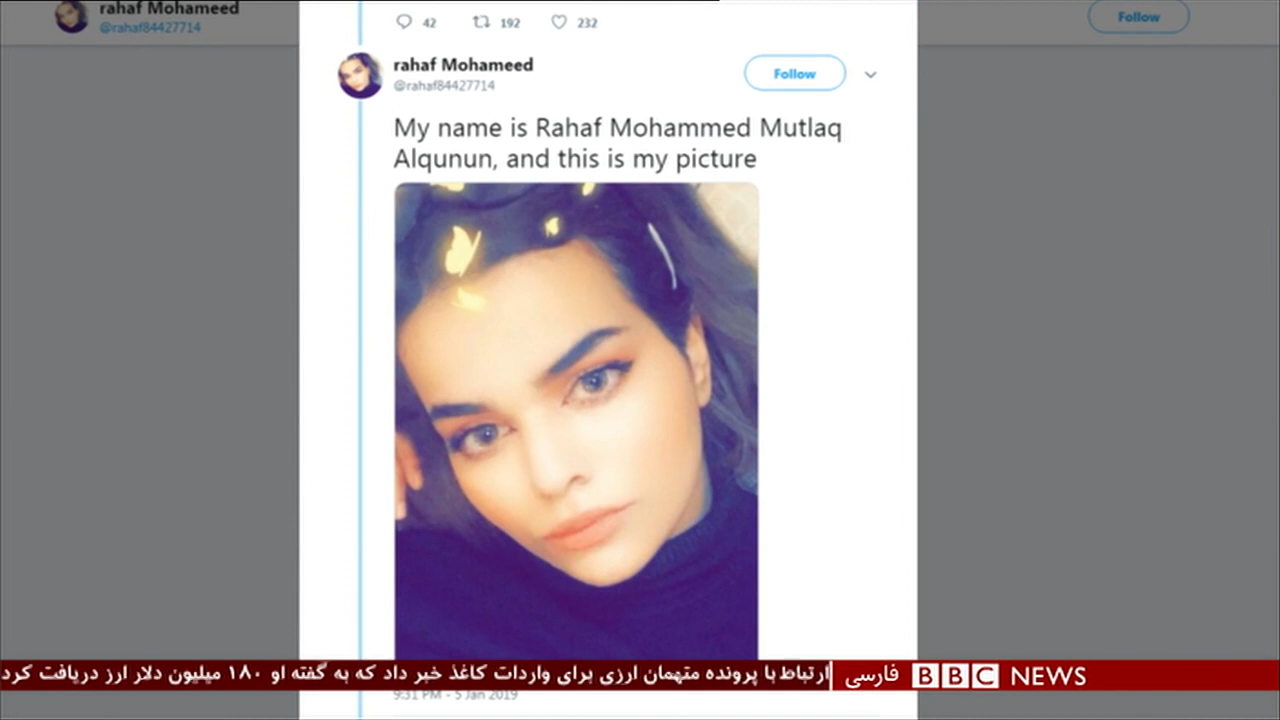 rahaf Mohameed
@rahaf84427714
Follow
42 192 232
rahaf Mohameed
@rahaf84427714
Follow
My name is Rahaf Mohammed Mutlaq
Alqunun, and this is my picture
ارتباط با پرونده متهمان ارزی برای واردات کاغذ خبر داد که به گفته او ۱۸۰ میلیون دلار ارز دریافت کرد
فارسی BBC NEWS
9:31 PM - 5 Jan 2019